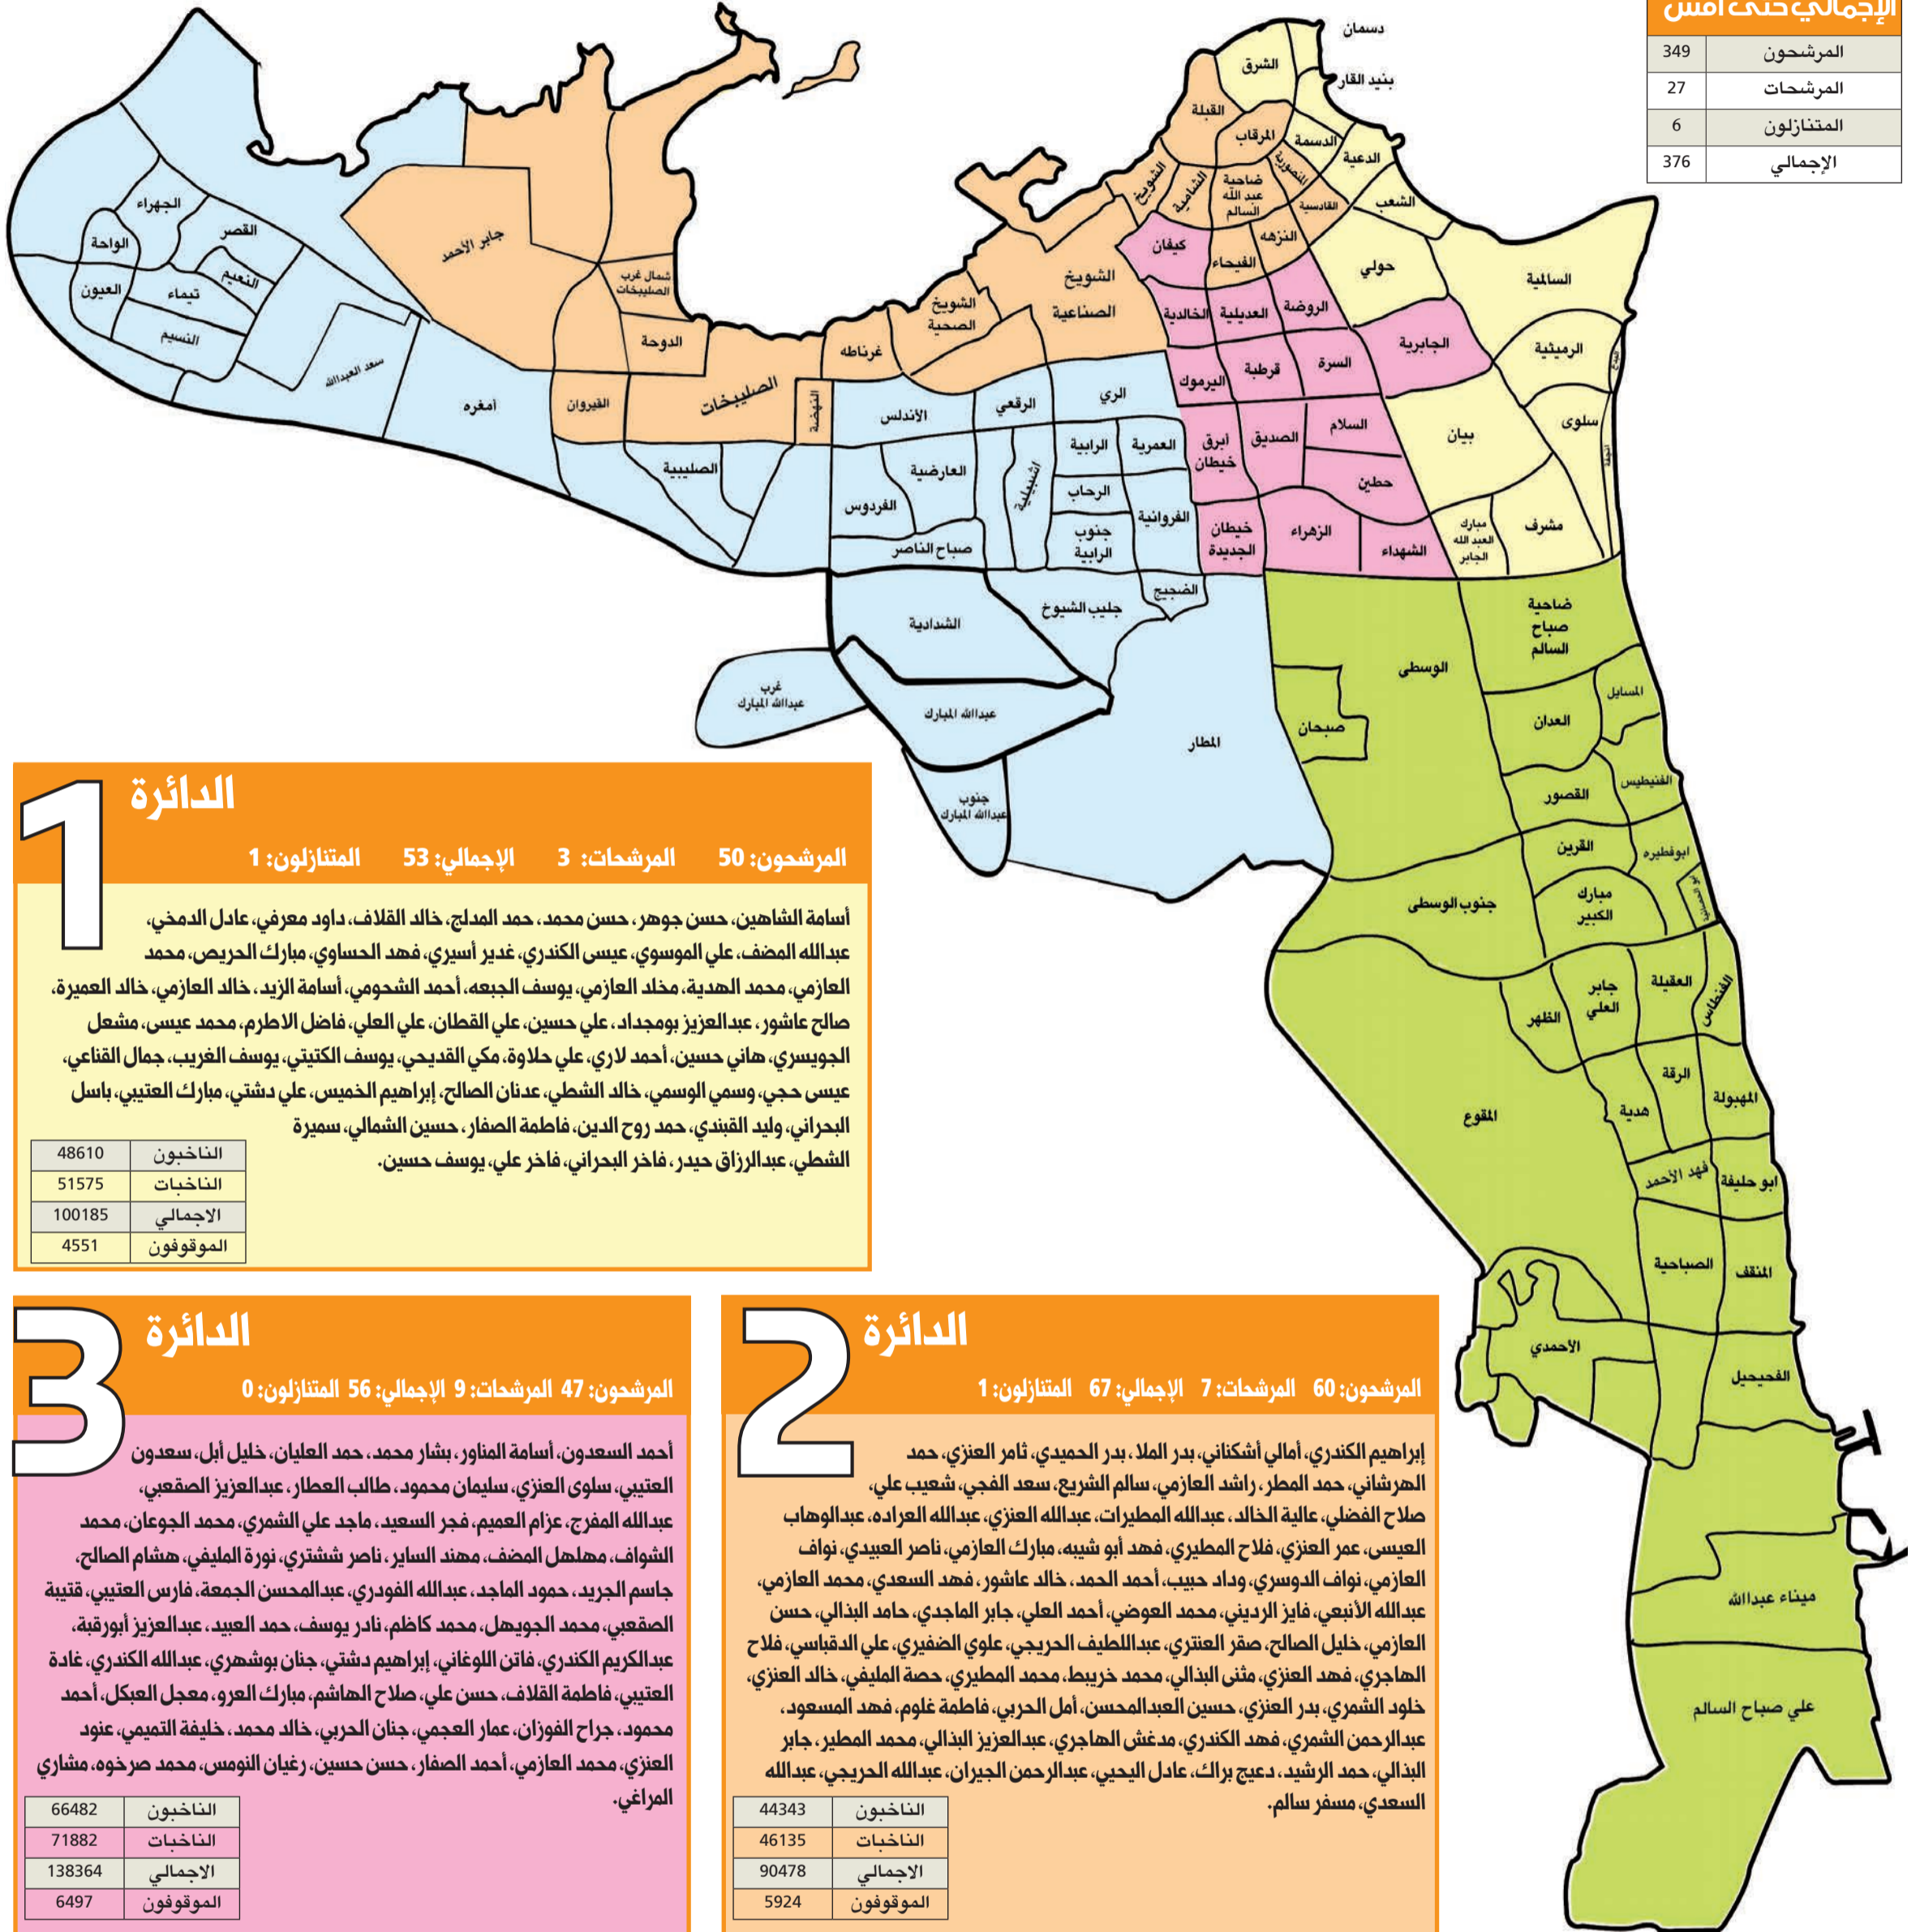 الإجمالي حتى أمس
المرشحون 349
المرشحات 27
المتنازلون 6
الإجمالي 376
دسمان
الشرق
بنيد القار
القبلة
المرقاب
الدسمة
الدعية
المنصورية
الشويخ
الشامية
ضاحية
عبد الله
السالم
القادسية
الشعب
كيفان
النزهه
الفيحاء
حولي
السالمية
الشويخ
الصناعية
الشويخ
الصحية
غرناطه
الخالدية
العديلية
الروضة
الجابرية
الرميثية
البدع
اليرموك
قرطبة
السرة
سلوى
بيان
السلام
الصديق
أبرق
خيطان
حطين
مشرف
مبارك
العبد الله
الجابر
الشهداء
الزهراء
خيطان
الجديدة
الجهراء
الواحة
القصر
النعيم
العيون
تيماء
النسيم
سعد العبدالله
أمغره
جابر الأحمد
شمال غرب
الصليبخات
الدوحة
القيروان
الصليبخات
النهضة
الصليبية
الأندلس
الرقعي
الري
العارضية
الفردوس
صباح الناصر
اشبيلية
الرابية
العمرية
الرحاب
جنوب
الرابية
الفروانية
الضجيج
جليب الشيوخ
الشدادية
غرب
عبدالله المبارك
عبدالله المبارك
جنوب
عبدالله المبارك
المطار
ضاحية
صباح
السالم
الوسطى
صبحان
المسايل
العدان
الفنيطيس
القصور
القرين
ابوفطيره
مبارك
الكبير
ابو الحصانية
جنوب الوسطى
العقيلة
جابر
العلي
الفنطاس
الظهر
الرقة
المهبولة
هدية
المقوع
فهد الأحمد
ابو حليفة
الصباحية
المنقف
الأحمدي
الفحيحيل
ميناء عبدالله
علي صباح السالم
الدائرة 1
المرشحون: 50 المرشحات: 3 الإجمالي: 53 المتنازلون: 1
أسامة الشاهين، حسن جوهر، حسن محمد، حمد المدلج، خالد القلاف، داود معرفي، عادل الدمخي،
عبدالله المضف، علي الموسوي، عيسى الكندري، غدير أسيري، فهد الحساوي، مبارك الحريص، محمد
العازمي، محمد الهدية، مخلد العازمي، يوسف الجبعه، أحمد الشحومي، أسامة الزيد، خالد العازمي، خالد العميرة،
صالح عاشور، عبدالعزيز بومجداد، علي حسين، علي القطان، علي العلي، فاضل الاطرم، محمد عيسى، مشعل
الجويسري، هاني حسين، أحمد لاري، علي حلاوة، مكي القديحي، يوسف الكتيتي، يوسف الغريب، جمال القناعي،
عيسى حجي، وسمي الوسمي، خالد الشطي، عدنان الصالح، إبراهيم الخميس، علي دشتي، مبارك العتيبي، باسل
البحراني، وليد القبندي، حمد روح الدين، فاطمة الصفار، حسين الشمالي، سميرة
الشطي، عبدالرزاق حيدر، فاخر البحراني، فاخر علي، يوسف حسين.
الناخبون 48610
الناخبات 51575
الاجمالي 100185
الموقوفون 4551
الدائرة 2
المرشحون: 60 المرشحات: 7 الإجمالي: 67 المتنازلون: 1
إبراهيم الكندري، أمالي أشكناني، بدر الملا، بدر الحميدي، ثامر العنزي، حمد
الهرشاني، حمد المطر، راشد العازمي، سالم الشريع، سعد الفجي، شعيب علي،
صلاح الفضلي، عالية الخالد، عبدالله المطيرات، عبدالله العنزي، عبدالله العراده، عبدالوهاب
العيسى، عمر العنزي، فلاح المطيري، فهد أبو شيبه، مبارك العازمي، ناصر العبيدي، نواف
العازمي، نواف الدوسري، وداد حبيب، أحمد الحمد، خالد عاشور، فهد السعدي، محمد العازمي،
عبدالله الأنبعي، فايز الرديني، محمد العوضي، أحمد العلي، جابر الماجدي، حامد البذالي، حسن
العازمي، خليل الصالح، صقر العنتري، عبداللطيف الحريجي، علوي الضفيري، علي الدقباسي، فلاح
الهاجري، فهد العنزي، مثنى البذالي، محمد خريبط، محمد المطيري، حصة المليفي، خالد العنزي،
خلود الشمري، بدر العنزي، حسين العبدالمحسن، أمل الحربي، فاطمة غلوم، فهد المسعود،
عبدالرحمن الشمري، فهد الكندري، مدغش الهاجري، عبدالعزيز البذالي، محمد المطير، جابر
البذالي، حمد الرشيد، دعيج براك، عادل اليحيي، عبدالرحمن الجيران، عبدالله الحريجي، عبدالله
السعدي، مسفر سالم.
الناخبون 44343
الناخبات 46135
الاجمالي 90478
الموقوفون 5924
الدائرة 3
المرشحون: 47 المرشحات: 9 الإجمالي: 56 المتنازلون: 0
أحمد السعدون، أسامة المناور، بشار محمد، حمد العليان، خليل أبل، سعدون
العتيبي، سلوى العنزي، سليمان محمود، طالب العطار، عبدالعزيز الصقعبي،
عبدالله المفرج، عزام العميم، فجر السعيد، ماجد علي الشمري، محمد الجوعان، محمد
الشواف، مهلهل المضف، مهند الساير، ناصر ششتري، نورة المليفي، هشام الصالح،
جاسم الجريد، حمود الماجد، عبدالله الفودري، عبدالمحسن الجمعة، فارس العتيبي، قتيبة
الصقعبي، محمد الجويهل، محمد كاظم، نادر يوسف، حمد العبيد، عبدالعزيز أبورقبة،
عبدالكريم الكندري، فاتن اللوغاني، إبراهيم دشتي، جنان بوشهري، عبدالله الكندري، غادة
العتيبي، فاطمة القلاف، حسن علي، صلاح الهاشم، مبارك العرو، معجل العبكل، أحمد
محمود، جراح الفوزان، عمار العجمي، جنان الحربي، خالد محمد، خليفة التميمي، عنود
العنزي، محمد العازمي، أحمد الصفار، حسن حسين، رغيان النومس، محمد صرخوه، مشاري
المراغي.
الناخبون 66482
الناخبات 71882
الاجمالي 138364
الموقوفون 6497